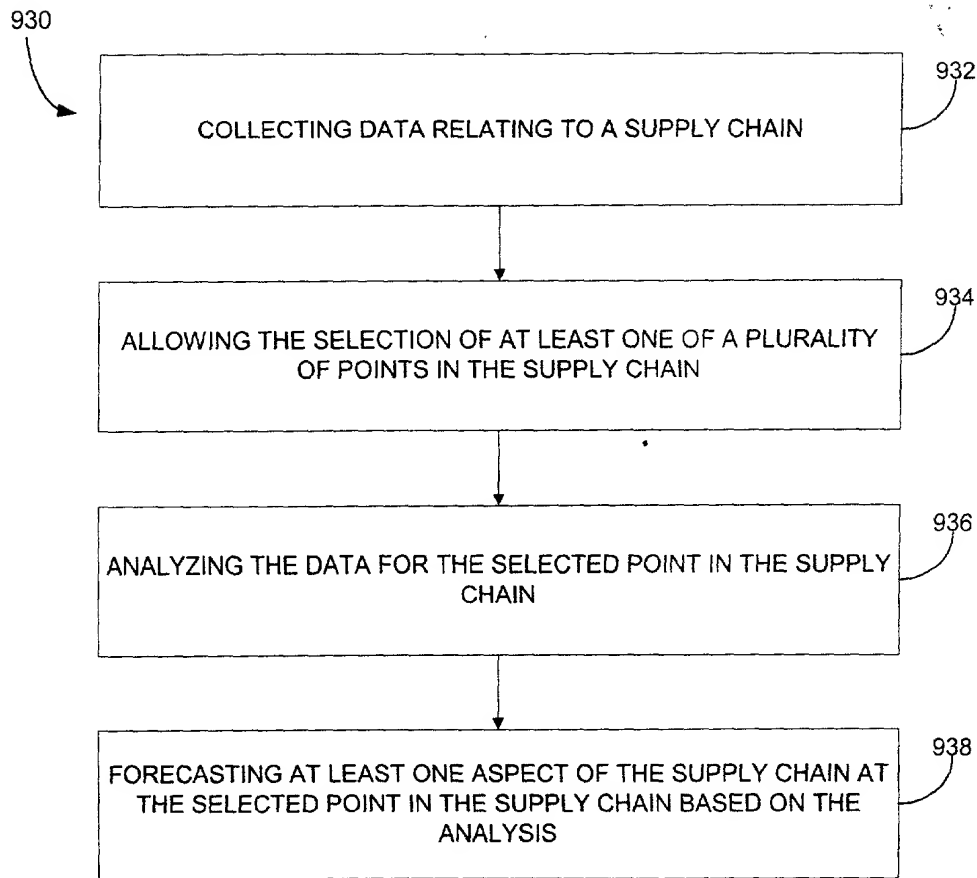 930
932
COLLECTING DATA RELATING TO A SUPPLY CHAIN
934
ALLOWING THE SELECTION OF AT LEAST ONE OF A PLURALITY
OF POINTS IN THE SUPPLY CHAIN
936
ANALYZING THE DATA FOR THE SELECTED POINT IN THE SUPPLY
CHAIN
938
FORECASTING AT LEAST ONE ASPECT OF THE SUPPLY CHAIN AT
THE SELECTED POINT IN THE SUPPLY CHAIN BASED ON THE
ANALYSIS